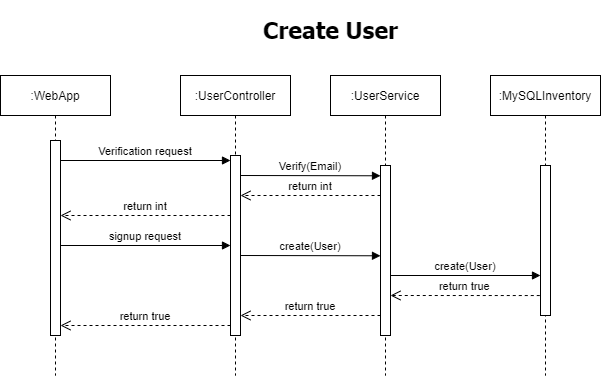 Create User
:WebApp
:UserController
:UserService
:MySQLInventory
Verification request
Verify(Email)
return int
return int
signup request
create(User)
create(User)
return true
return true
return true